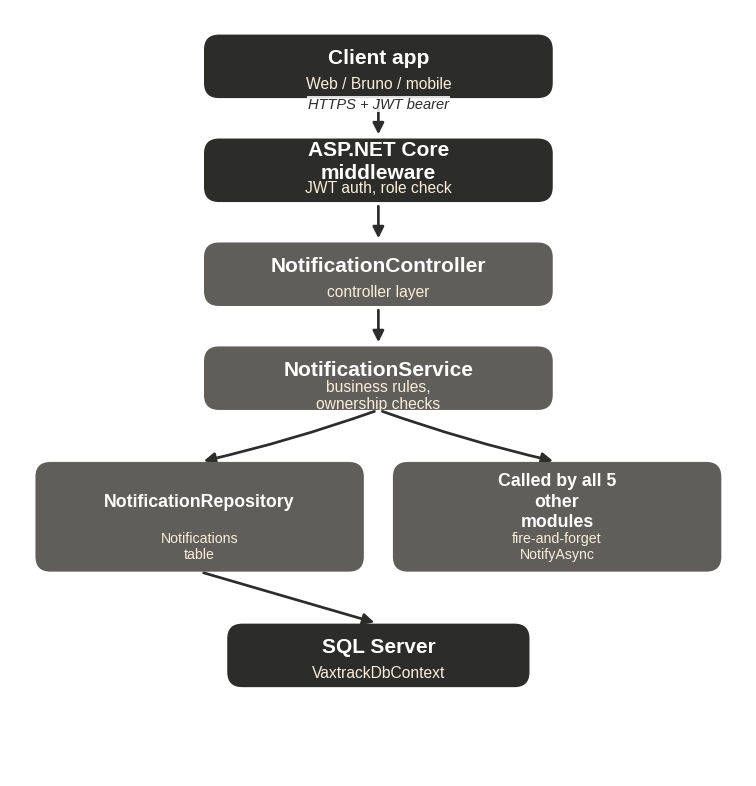 Client app
Web / Bruno / mobile
HTTPS + JWT bearer
ASP.NET Core
middleware
JWT auth, role check
NotificationController
controller layer
NotificationService
business rules,
ownership checks
NotificationRepository
Notifications
table
Called by all 5
other
modules
fire-and-forget
NotifyAsync
SQL Server
VaxtrackDbContext